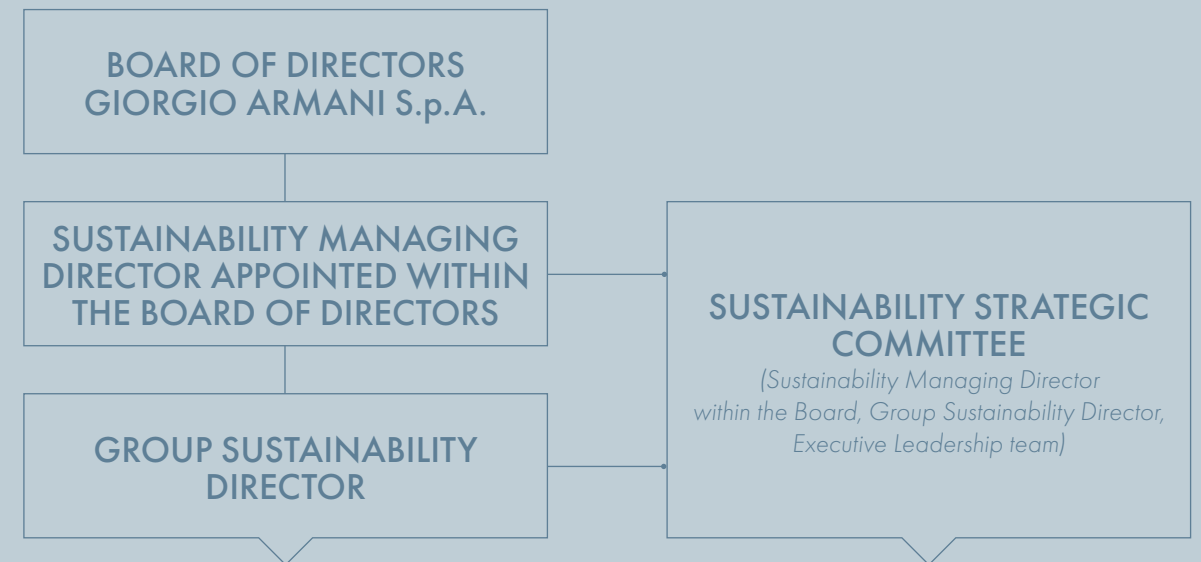 BOARD OF DIRECTORS
GIORGIO ARMANI S.p.A.
SUSTAINABILITY MANAGING
DIRECTOR APPOINTED WITHIN
THE BOARD OF DIRECTORS
GROUP SUSTAINABILITY
DIRECTOR
SUSTAINABILITY STRATEGIC
COMMITTEE
(Sustainability Managing Director
within the Board, Group Sustainability Director,
Executive Leadership team)